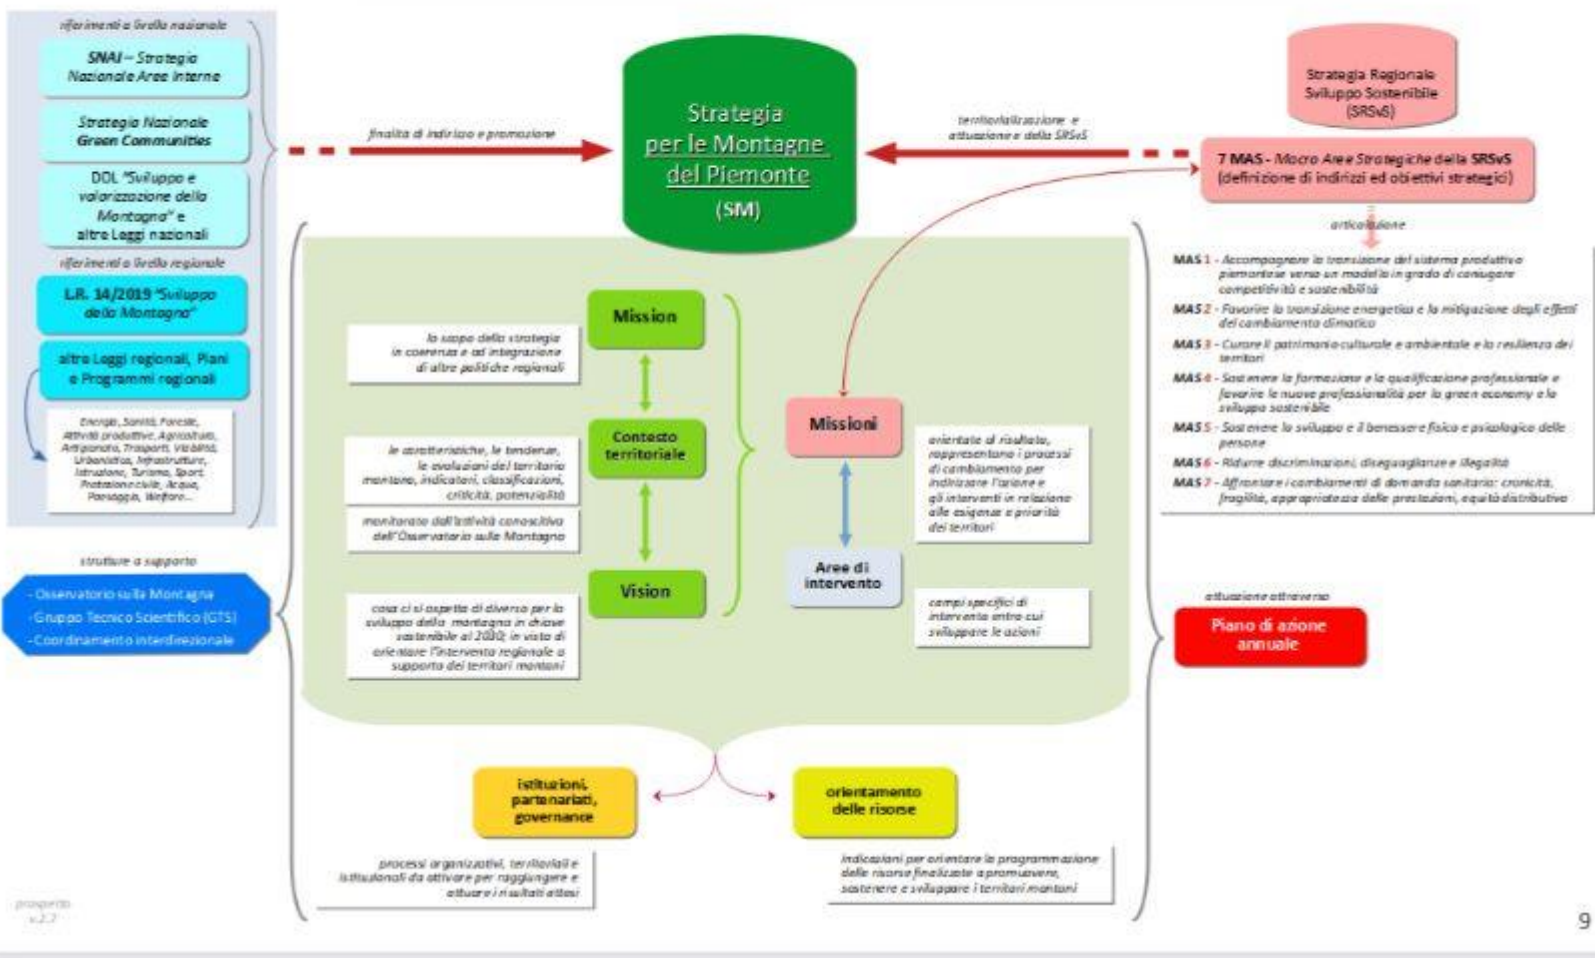 riferimenti a livello nazionale
SNAI – Strategia
Nazionale Aree Interne
Strategia Nazionale
Green Communities
DDL "Sviluppo e
valorizzazione della
Montagna" e
altre Leggi nazionali
riferimenti a livello regionale
L.R. 14/2019 "Sviluppo
della Montagna"
altre Leggi regionali, Piani
e Programmi regionali
Energia, Sanità, Foreste,
Attività produttive, Agricoltura,
Artigianato, Trasporti, Viabilità,
Urbanistica, Infrastrutture,
Istruzione, Turismo, Sport,
Protezione civile, Acqua,
Paesaggio, Welfare...
strutture a supporto
- Osservatorio sulla Montagna
- Gruppo Tecnico Scientifico (GTS)
- Coordinamento interdirezionale
finalità di indirizzo e promozione
Strategia
per le Montagne
del Piemonte
(SM)
territorializzazione e
attuazione della SRSvS
Strategia Regionale
Sviluppo Sostenibile
(SRSvS)
7 MAS - Macro Aree Strategiche della SRSvS
(definizione di indirizzi ed obiettivi strategici)
articolazione
MAS 1 - Accompagnare la transizione del sistema produttivo
piemontese verso un modello in grado di coniugare
competitività e sostenibilità
MAS 2 - Favorire la transizione energetica e la mitigazione degli effetti
del cambiamento climatico
MAS 3 - Curare il patrimonio culturale e ambientale e la resilienza dei
territori
MAS 4 - Sostenere la formazione e la qualificazione professionale e
favorire le nuove professionalità per la green economy e lo
sviluppo sostenibile
MAS 5 - Sostenere lo sviluppo e il benessere fisico e psicologico delle
persone
MAS 6 - Ridurre discriminazioni, diseguaglianze e illegalità
MAS 7 - Affrontare i cambiamenti di domanda sanitaria: cronicità,
fragilità, appropriatezza delle prestazioni, equità distributiva
Mission
lo scopo della strategia
in coerenza e ad integrazione
di altre politiche regionali
Contesto
territoriale
le caratteristiche, le tendenze,
le evoluzioni del territorio
montano, indicatori, classificazioni,
criticità, potenzialità
monitorato dall'attività conoscitiva
dell'Osservatorio sulla Montagna
Vision
cosa ci si aspetta di diverso per lo
sviluppo della montagna in chiave
sostenibile al 2030; in vista di
orientare l'intervento regionale a
supporto dei territori montani
Missioni
orientate al risultato,
rappresentano i processi
di cambiamento per
indirizzare l'azione e
gli interventi in relazione
alle esigenze e priorità
dei territori
Aree di
intervento
campi specifici di
intervento entro cui
sviluppare le azioni
attuazione attraverso
Piano di azione
annuale
istituzioni,
partenariati,
governance
processi organizzativi, territoriali e
istituzionali da attivare per raggiungere e
attuare i risultati attesi
orientamento
delle risorse
indicazioni per orientare la programmazione
delle risorse finalizzate a promuovere,
sostenere e sviluppare i territori montani
prospetto
v.2.7
9